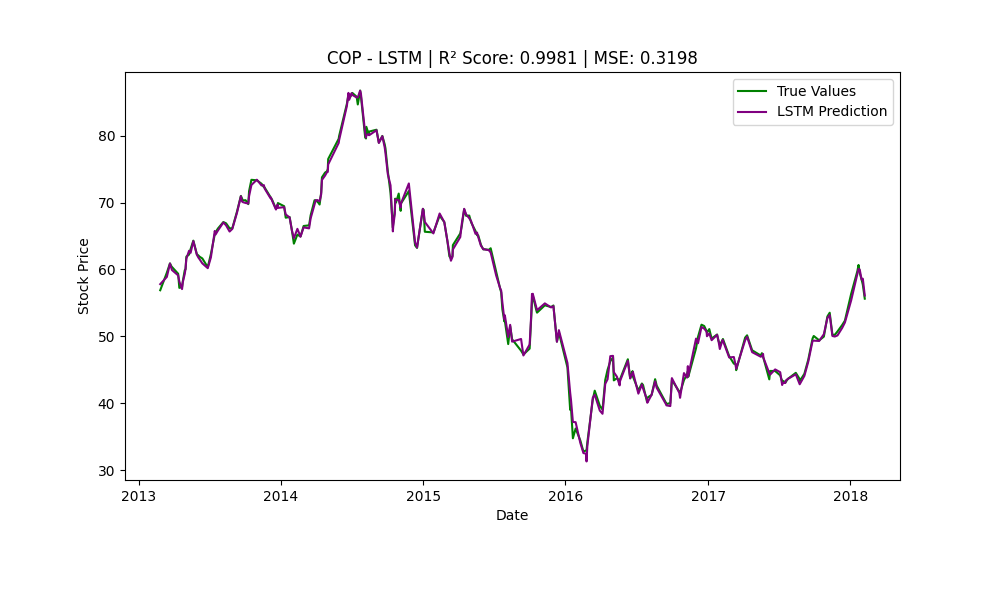 COP - LSTM | R² Score: 0.9981 | MSE: 0.3198
True Values
LSTM Prediction
Stock Price
80
70
60
50
40
30
2013 2014 2015 2016 2017 2018
Date